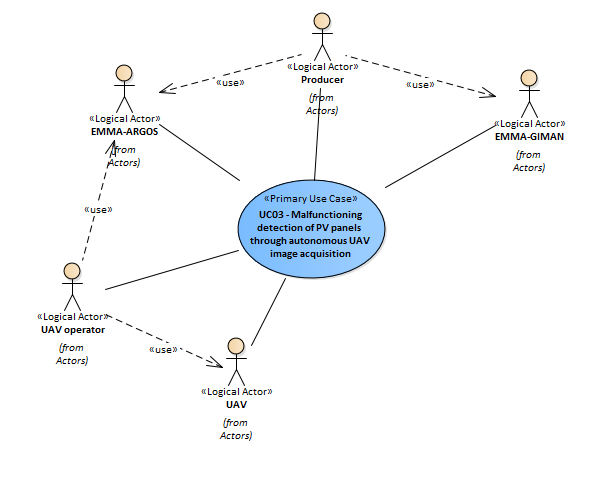 «Logical Actor»
Producer
(from
Actors)
«use»
«use»
«Logical Actor»
EMMA-ARGOS
(from
Actors)
«Logical Actor»
EMMA-GIMAN
(from
Actors)
«Primary Use Case»
UC03 - Malfunctioning
detection of PV panels
through autonomous UAV
image acquisition
«use»
«Logical Actor»
UAV operator
(from
Actors)
«use»
«Logical Actor»
UAV
(from
Actors)